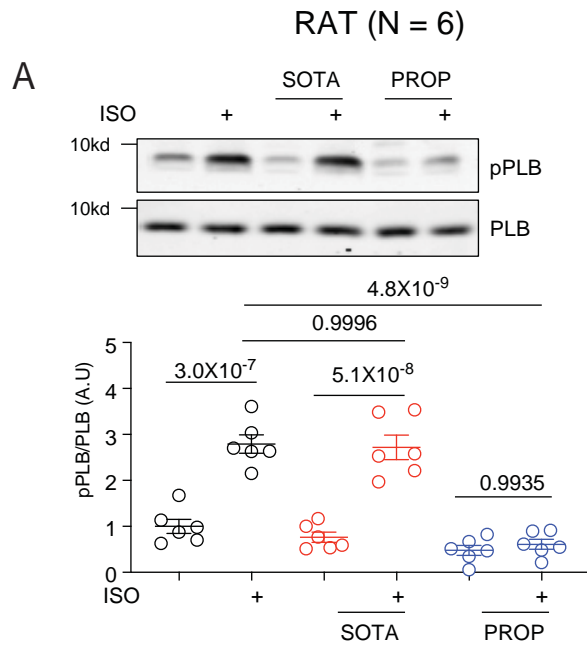 RAT (N = 6)
A
SOTA PROP
ISO + + +
10kd pPLB
10kd PLB
4.8X10⁻⁹
0.9996
3.0X10⁻⁷ 5.1X10⁻⁸
0.9935
pPLB/PLB (A.U)
5
4
3
2
1
0
ISO + + +
SOTA PROP